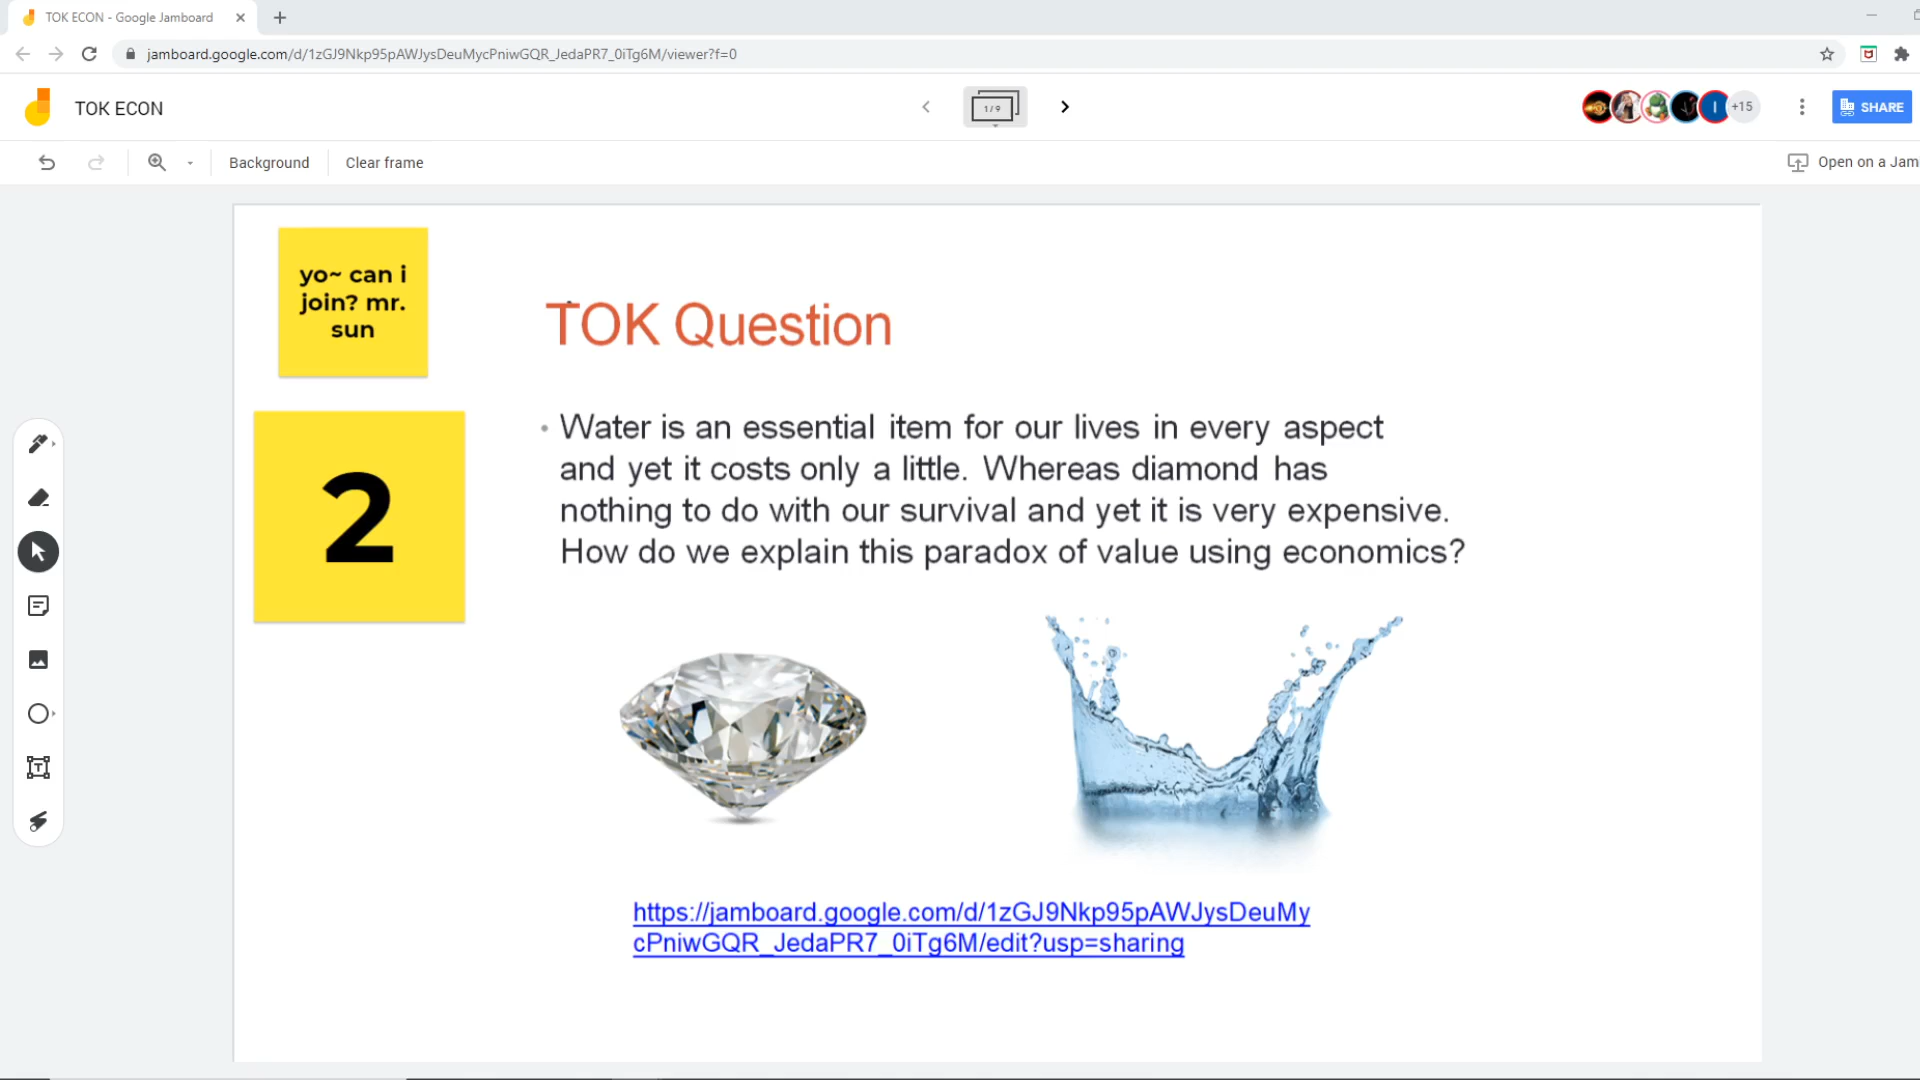 TOK ECON - Google Jamboard
jamboard.google.com/d/1zGJ9Nkp95pAWJysDeuMycPniwGQR_JedaPR7_0iTg6M/viewer?f=0
TOK ECON
1 / 9
I
+15
SHARE
Background
Clear frame
Open on a Jam
yo~ can i
join? mr.
sun
2
TOK Question
• Water is an essential item for our lives in every aspect
and yet it costs only a little. Whereas diamond has
nothing to do with our survival and yet it is very expensive.
How do we explain this paradox of value using economics?
https://jamboard.google.com/d/1zGJ9Nkp95pAWJysDeuMy
cPniwGQR_JedaPR7_0iTg6M/edit?usp=sharing